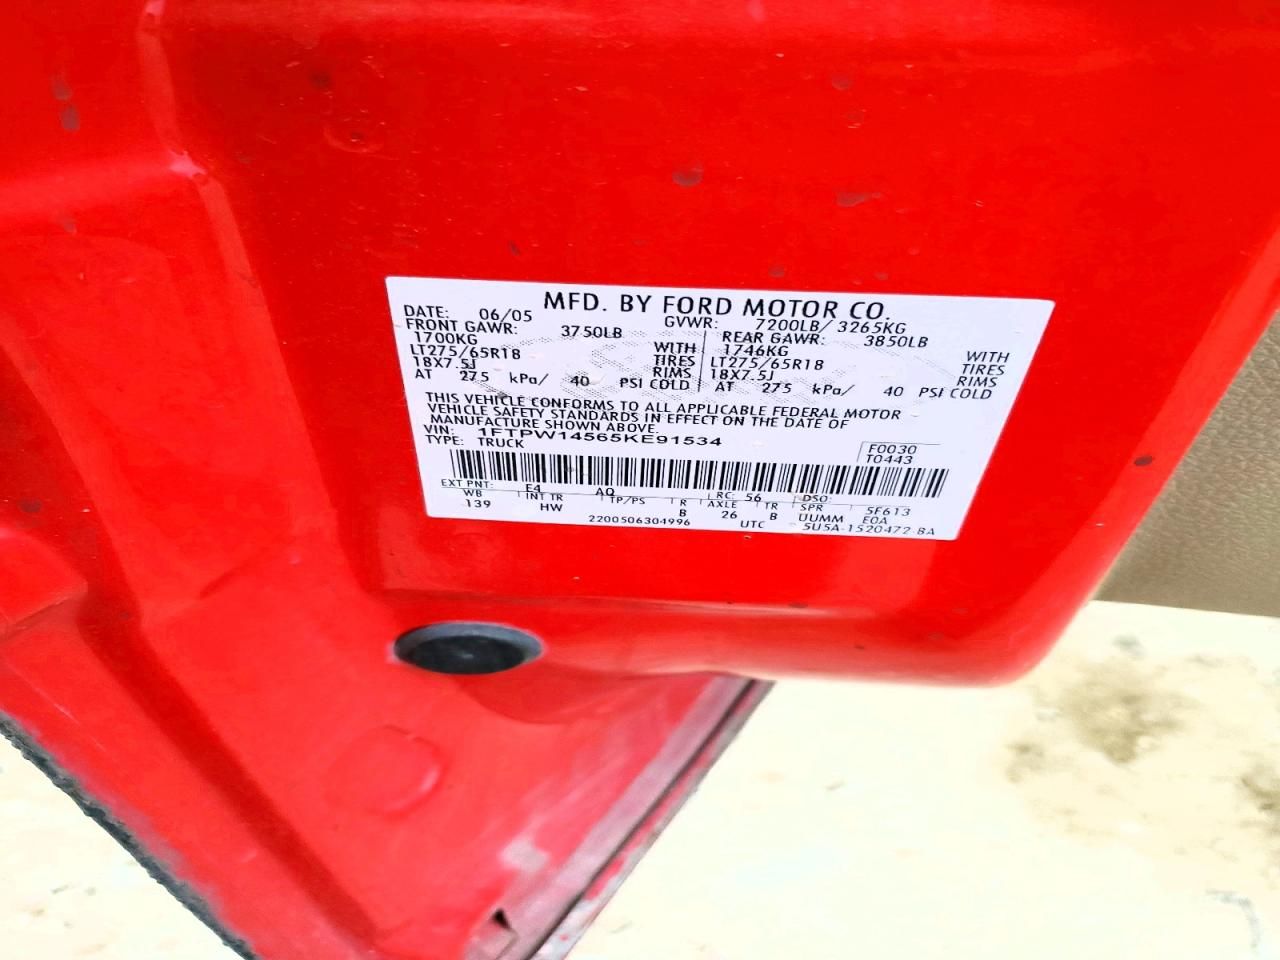 MFD. BY FORD MOTOR CO.
DATE: 06/05 GVWR: 7200LB/ 3265KG
FRONT GAWR: 3750LB REAR GAWR: 3850LB
1700KG WITH 1746KG WITH
LT275/65R18 TIRES LT275/65R18 TIRES
18X7.5J RIMS 18X7.5J RIMS
AT 275 kPa/ 40 PSI COLD AT 275 kPa/ 40 PSI COLD
THIS VEHICLE CONFORMS TO ALL APPLICABLE FEDERAL MOTOR
VEHICLE SAFETY STANDARDS IN EFFECT ON THE DATE OF
MANUFACTURE SHOWN ABOVE.
VIN: 1FTPW14565KE91534 F0030
TYPE: TRUCK T0443
EXT PNT: E4 AQ RC: 56 DSO:
WB INT TR TP/PS R AXLE TR SPR 5F613
139 HW B 26 B UUMM E0A
2200506304996 UTC 5U5A-1520472-BA